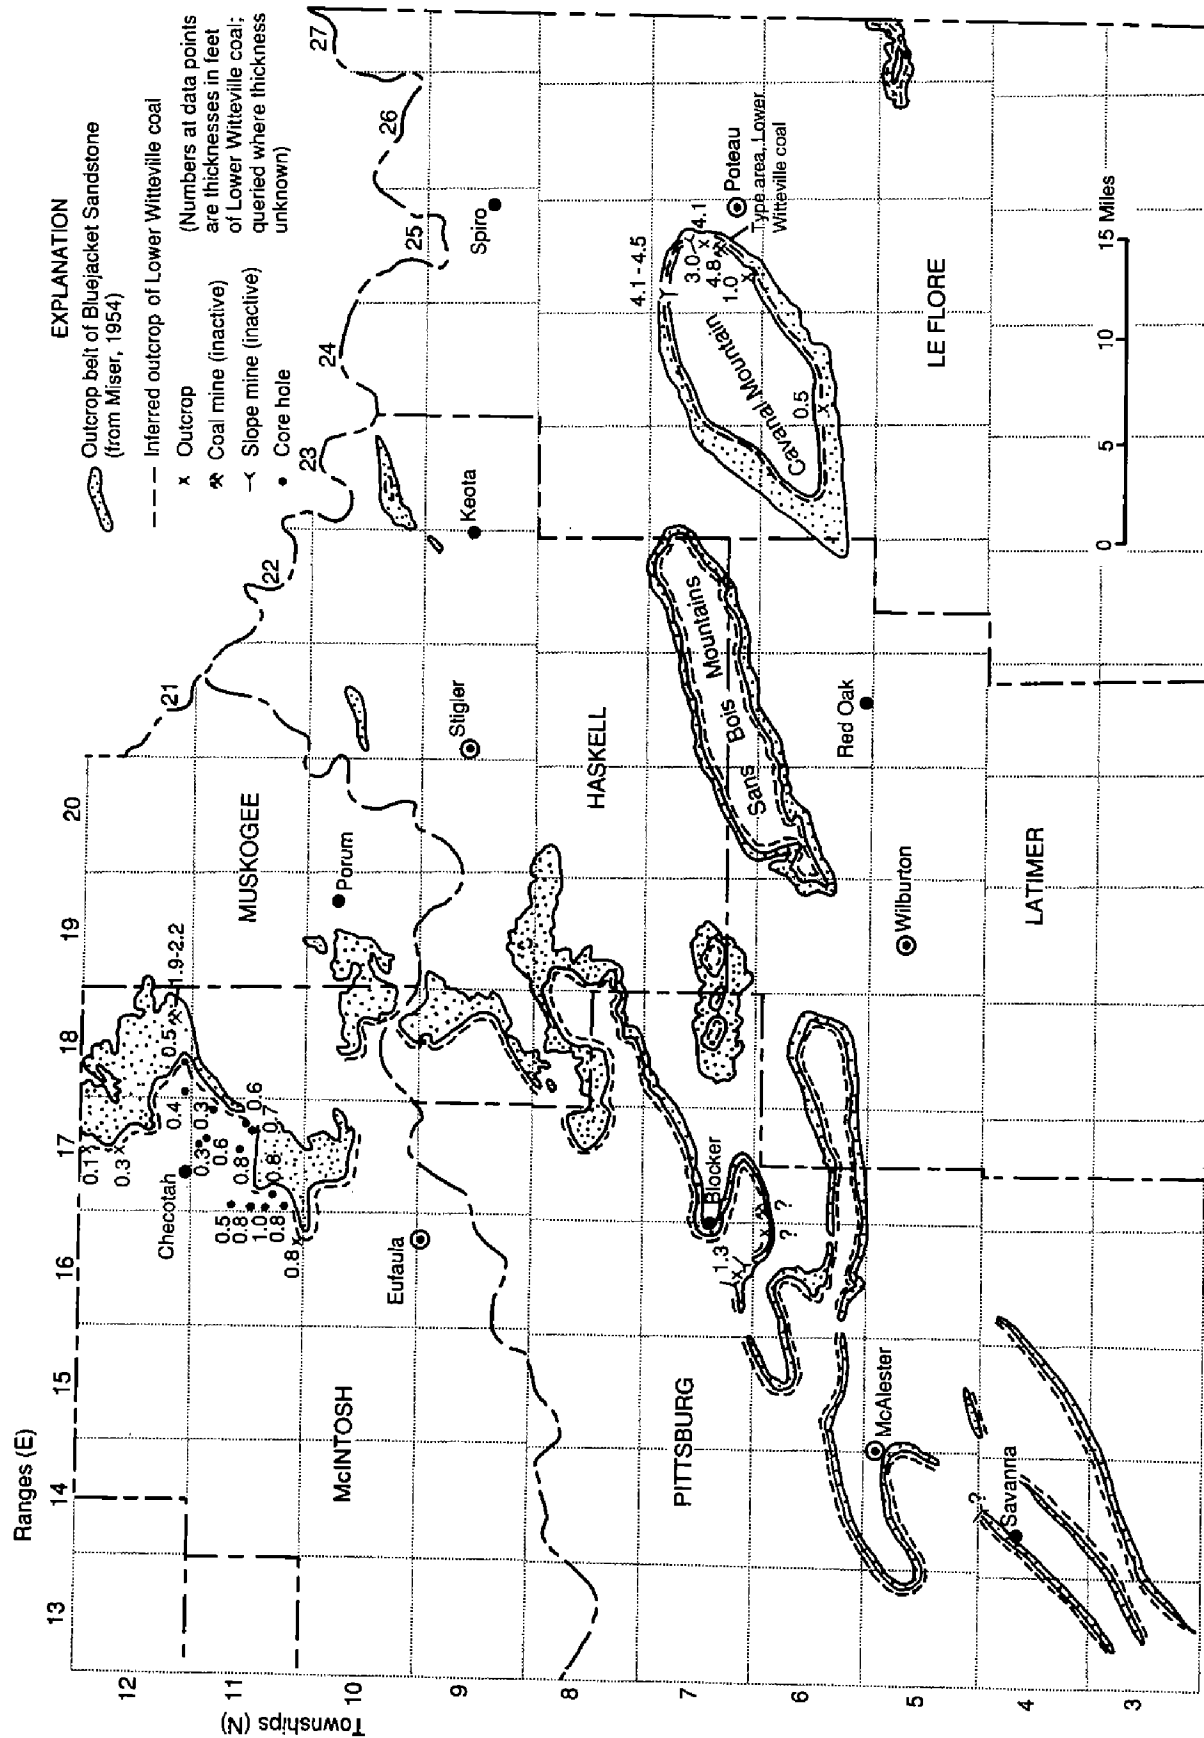 EXPLANATION
Outcrop belt of Bluejacket Sandstone
(from Miser, 1954)
Inferred outcrop of Lower Witteville coal
x Outcrop
Coal mine (inactive)
Slope mine (inactive)
Core hole
(Numbers at data points
are thicknesses in feet
of Lower Witteville coal;
queried where thickness
unknown)
Ranges (E)
13
14
15
16
17
18
19
20
21
22
23
24
25
26
27
Townships (N)
12
11
10
9
8
7
6
5
4
3
MUSKOGEE
McINTOSH
HASKELL
PITTSBURG
LATIMER
LE FLORE
Checotah
Eufaula
Porum
Stigler
Keota
Spiro
Poteau
Type area, Lower
Witteville coal
Cavanal Mountain
Sans Bois Mountains
Red Oak
Wilburton
Blocker
McAlester
Savanna
0.1
0.3
0.4
0.5
1.9-2.2
0.3
0.3
0.6
0.6
0.7
0.8
0.8
0.5
0.8
1.0
0.8
0.8
1.3
?
?
?
4.1 - 4.5
3.0
4.1
4.8
1.0
0.5
0
5
10
15 Miles